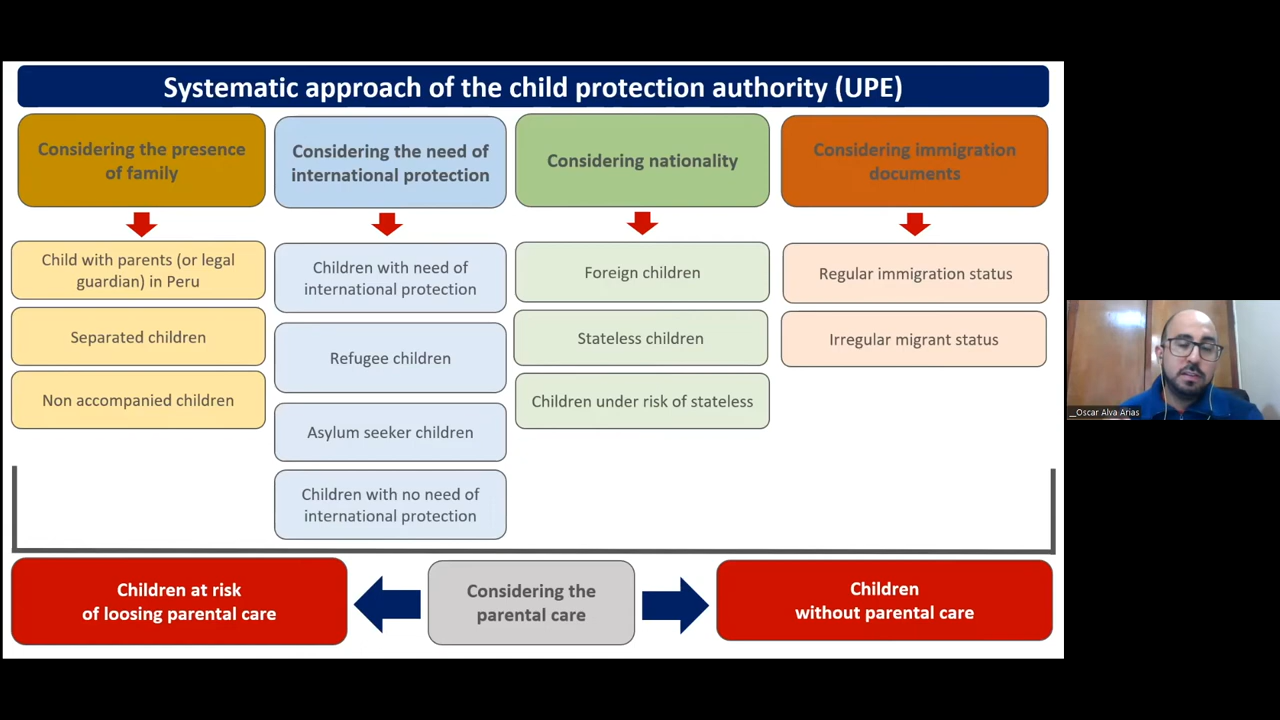 Systematic approach of the child protection authority (UPE)
Considering the presence
of family
Considering the need of
international protection
Considering nationality
Considering immigration
documents
Child with parents (or legal
guardian) in Peru
Separated children
Non accompanied children
Children with need of
international protection
Refugee children
Asylum seeker children
Children with no need of
international protection
Foreign children
Stateless children
Children under risk of stateless
Regular immigration status
Irregular migrant status
Children at risk
of loosing parental care
Considering the
parental care
Children
without parental care
__Oscar Alva Arias